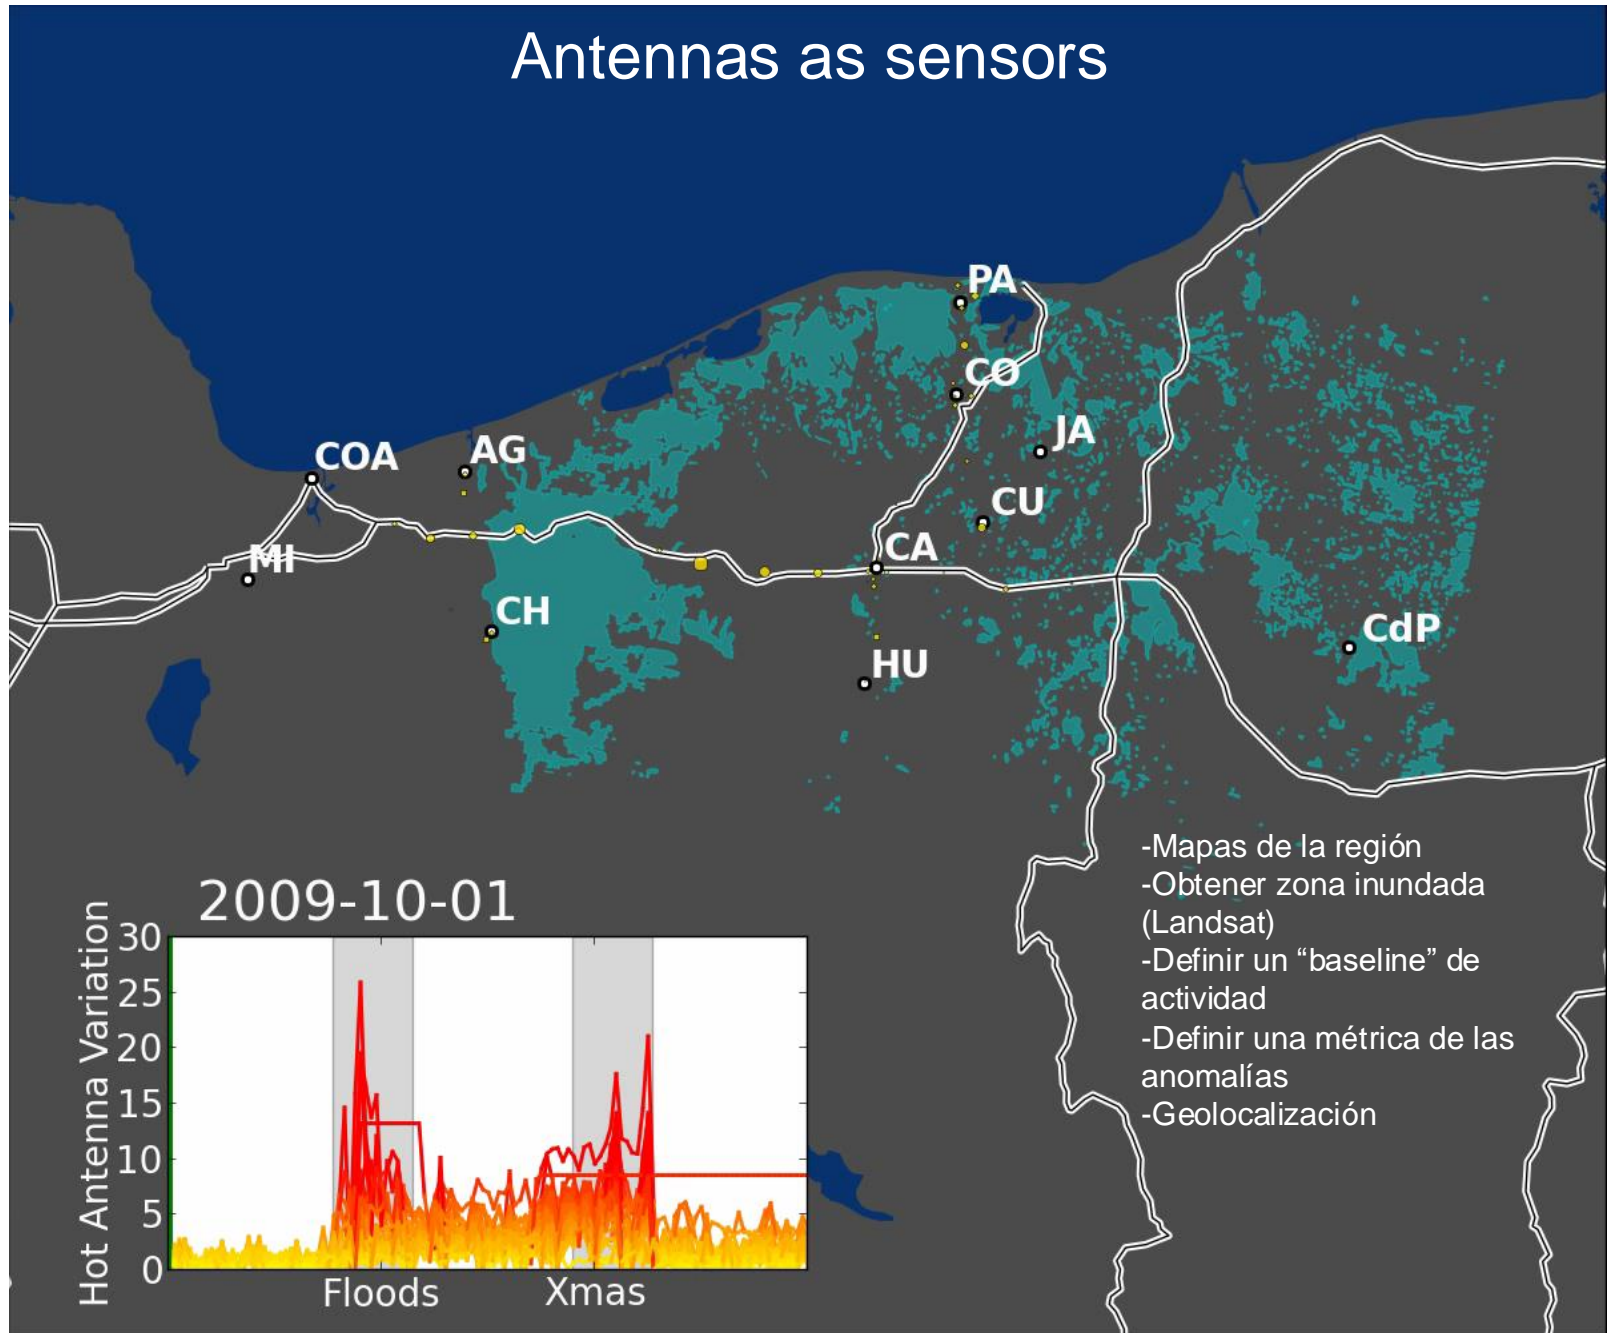 Antennas as sensors
PA
CO
JA
COA
AG
CU
CA
MI
CH
CdP
HU
-Mapas de la región
-Obtener zona inundada
(Landsat)
-Definir un “baseline” de
actividad
-Definir una métrica de las
anomalías
-Geolocalización
2009-10-01
Hot Antenna Variation
30
25
20
15
10
5
0
Floods
Xmas